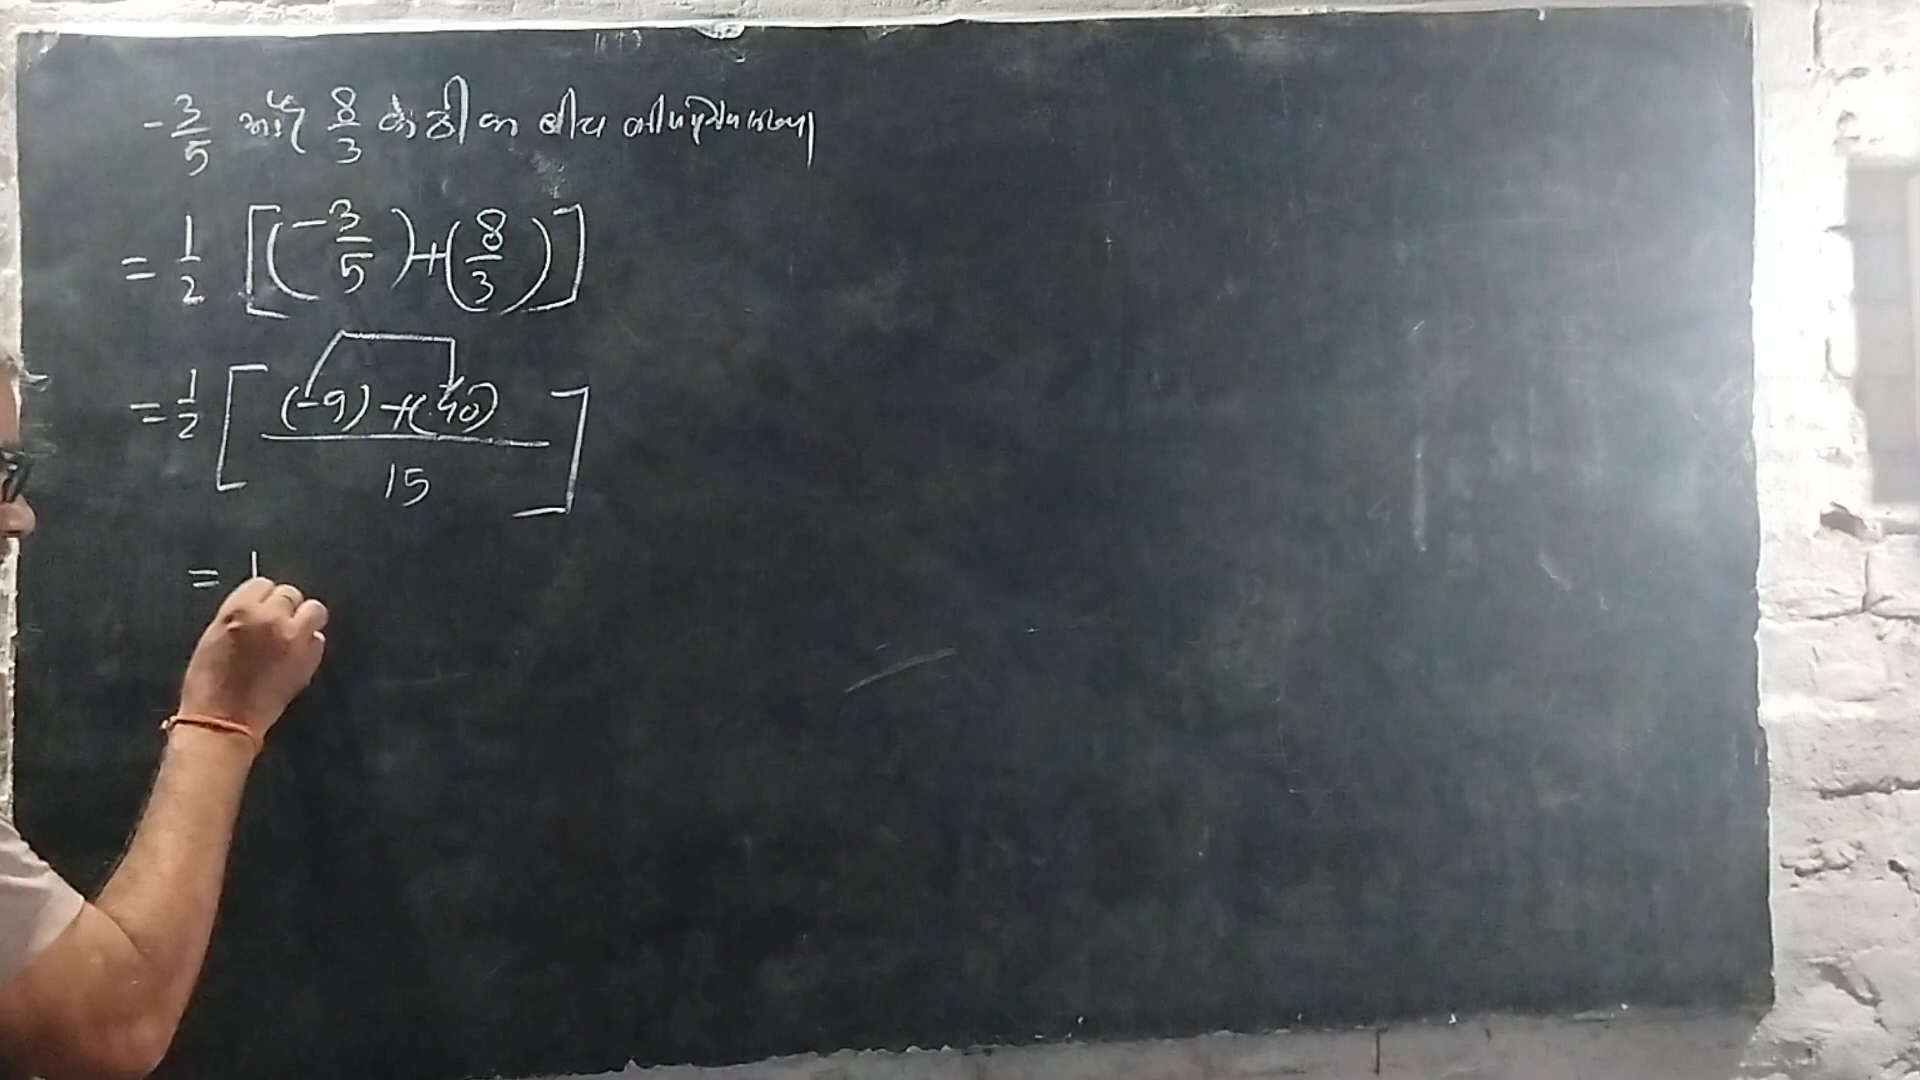 -3/5 और 8/3 के ठीक बीच की परिमेय संख्या
= 1/2 [(-3/5)+(8/3)]
= 1/2 [(-9)+(40)/15]
= 1